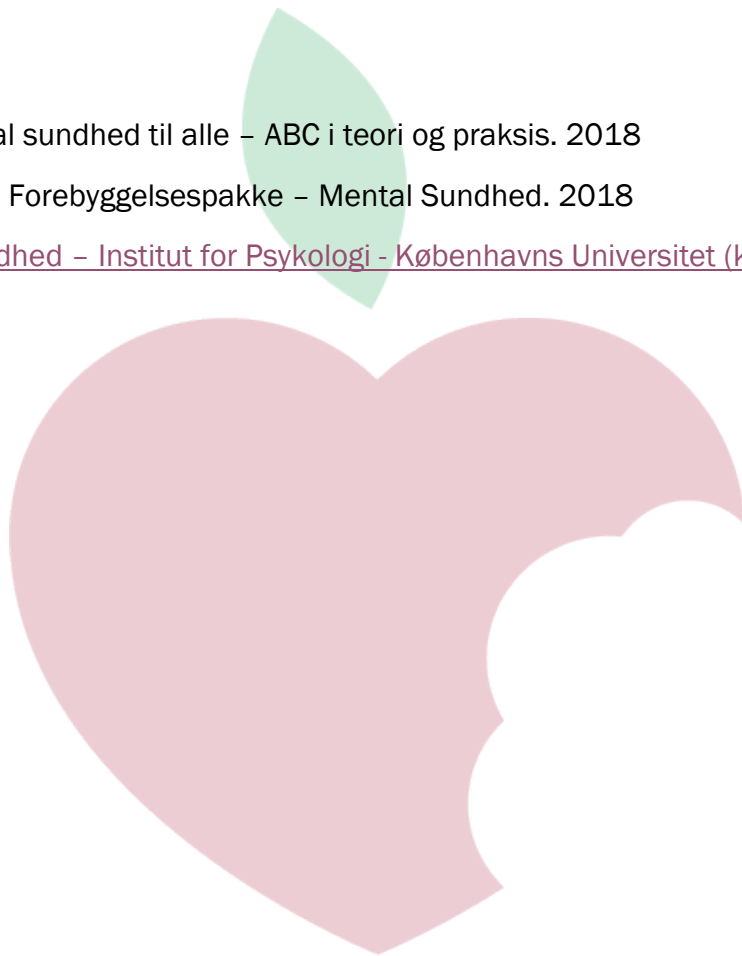 al sundhed til alle – ABC i teori og praksis. 2018
Forebyggelsespakke – Mental Sundhed. 2018
dhed – Institut for Psykologi - Københavns Universitet (k